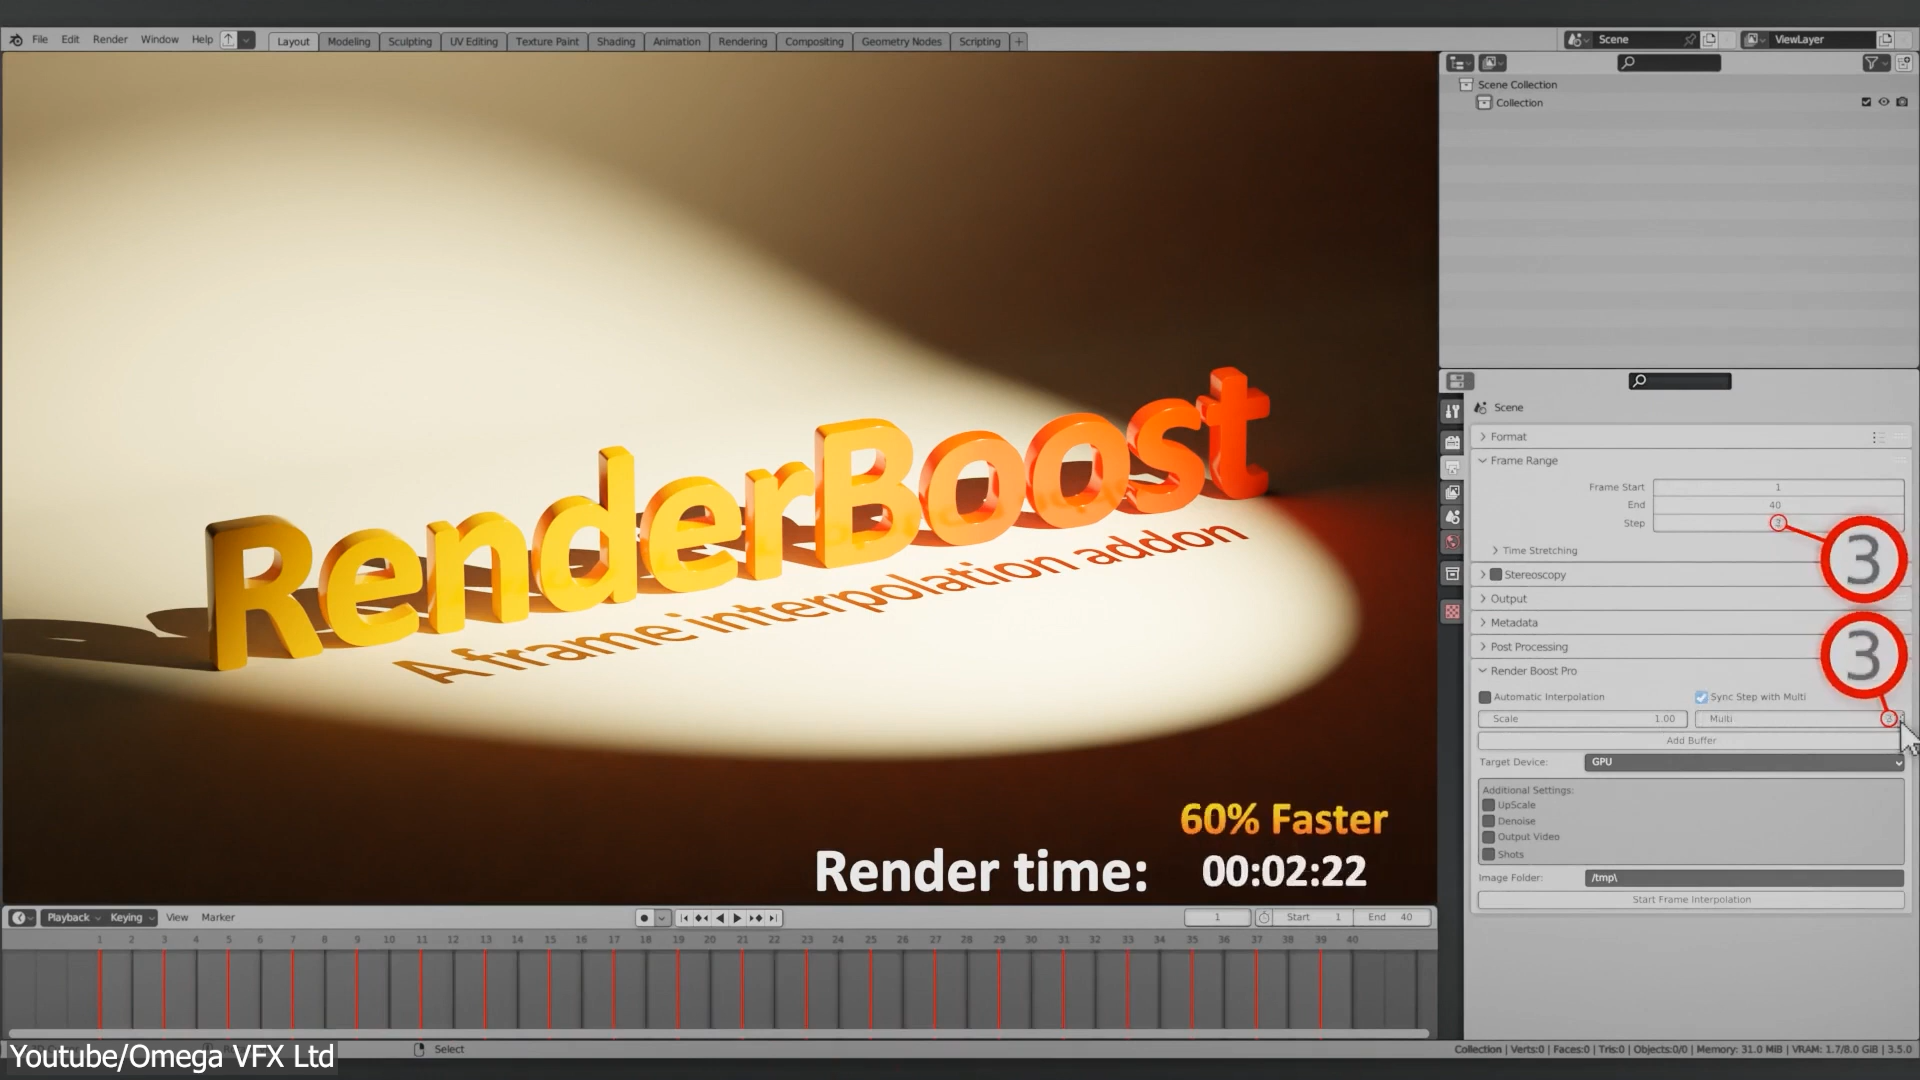 File Edit Render Window Help
Layout Modeling Sculpting UV Editing Texture Paint Shading Animation Rendering Compositing Geometry Nodes Scripting +
Scene ViewLayer
Scene Collection
Collection
RenderBoost
A frame interpolation addon
60% Faster
Render time: 00:02:22
Scene
Format
Frame Range
Frame Start 1
End 40
Step
3
Time Stretching
Stereoscopy
Output
Metadata
Post Processing
3
Render Boost Pro
Automatic Interpolation Sync Step with Multi
Scale 1.00 Multi
Add Buffer
Target Device: GPU
Additional Settings:
UpScale
Denoise
Output Video
Shots
Image Folder: /tmp\
Start Frame Interpolation
Playback Keying View Marker
1 Start 1 End 40
1 2 3 4 5 6 7 8 9 10 11 12 13 14 15 16 17 18 19 20 21 22 23 24 25 26 27 28 29 30 31 32 33 34 35 36 37 38 39 40
Select
Collection | Verts:0 | Faces:0 | Tris:0 | Objects:0/0 | Memory: 31.0 MiB | VRAM: 1.7/8.0 GiB | 3.5.0
Youtube/Omega VFX Ltd